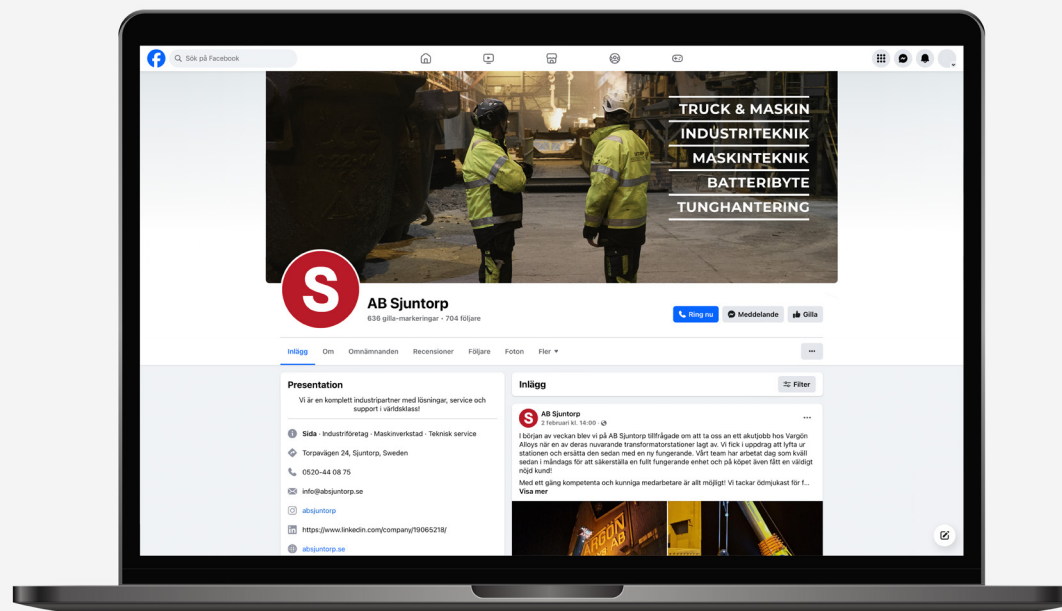 Sök på Facebook
TRUCK & MASKIN
INDUSTRITEKNIK
MASKINTEKNIK
BATTERIBYTE
TUNGHANTERING
S
AB Sjuntorp
636 gilla-markeringar • 704 följare
Ring nu
Meddelande
Gilla
Inlägg
Om
Omnämnanden
Recensioner
Följare
Foton
Fler
Presentation
Vi är en komplett industripartner med lösningar, service och
support i världsklass!
Sida · Industriföretag · Maskinverkstad · Teknisk service
Torpavägen 24, Sjuntorp, Sweden
0520-44 08 75
info@absjuntorp.se
absjuntorp
https://www.linkedin.com/company/19065218/
absjuntorp.se
Inlägg
Filter
S
AB Sjuntorp
2 februari kl. 14:00 ·
I början av veckan blev vi på AB Sjuntorp tillfrågade om att ta oss an ett akutjobb hos Vargön
Alloys när en av deras nuvarande transformatorstationer lagt av. Vi fick i uppdrag att lyfta ur
stationen och ersätta den sedan med en ny fungerande. Vårt team har arbetat dag som kväll
sedan i måndags för att säkerställa en fullt fungerande enhet och på köpet även fått en väldigt
nöjd kund!
Med ett gäng kompetenta och kunniga medarbetare är allt möjligt! Vi tackar ödmjukast för f...
Visa mer
ARGÖN
AB